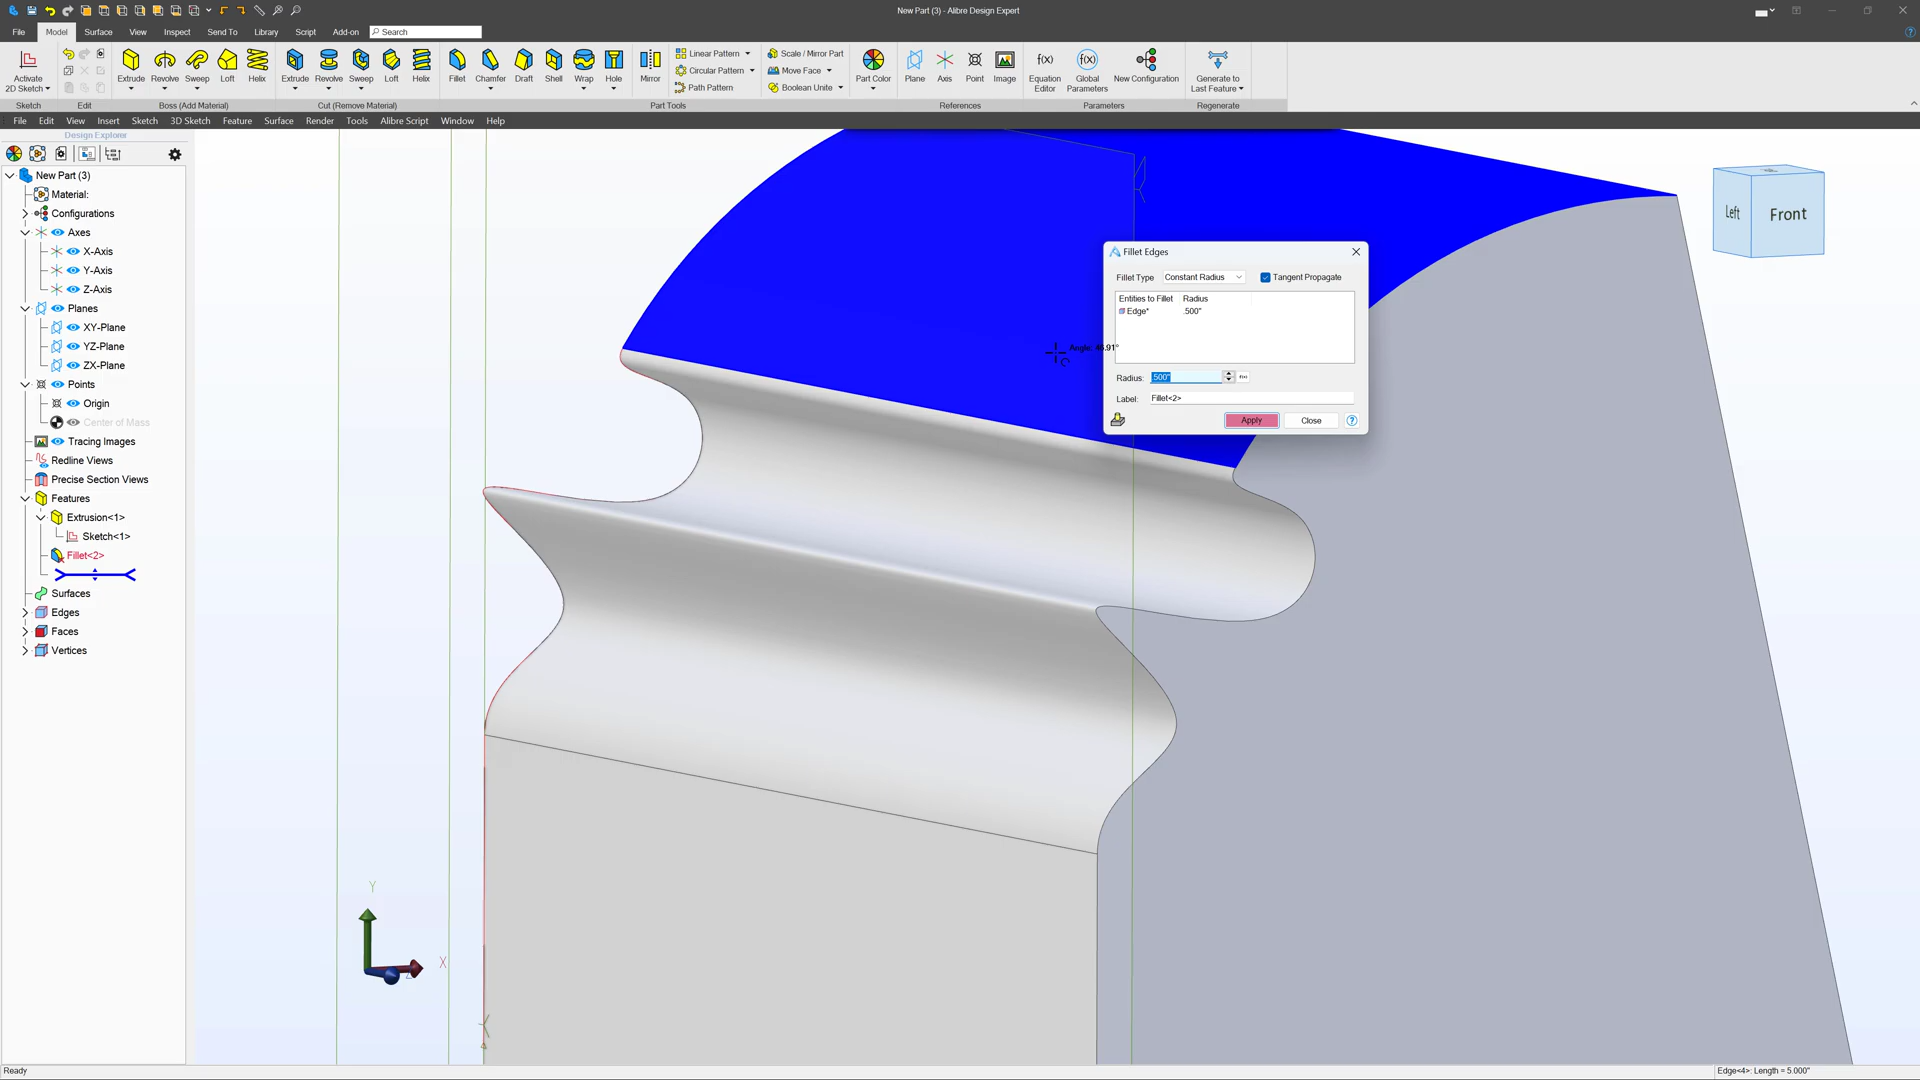 New Part (3) - Alibre Design Expert
File Model Surface View Inspect Send To Library Script Add-on Search
Activate 2D Sketch
Extrude Revolve Sweep Loft Helix
Extrude Revolve Sweep Loft Helix
Fillet Chamfer Draft Shell Wrap Hole Mirror
Linear Pattern
Circular Pattern
Path Pattern
Scale / Mirror Part
Move Face
Boolean Unite
Part Color
Plane Axis Point Image
Equation Editor
Global Parameters
New Configuration
Generate to Last Feature
Sketch Edit Boss (Add Material) Cut (Remove Material) Part Tools References Parameters Regenerate
File Edit View Insert Sketch 3D Sketch Feature Surface Render Tools Alibre Script Window Help
Design Explorer
New Part (3)
Material:
Configurations
Axes
X-Axis
Y-Axis
Z-Axis
Planes
XY-Plane
YZ-Plane
ZX-Plane
Points
Origin
Center of Mass
Tracing Images
Redline Views
Precise Section Views
Features
Extrusion<1>
Sketch<1>
Fillet<2>
Surfaces
Edges
Faces
Vertices
Left Front
Fillet Edges
Fillet Type Constant Radius Tangent Propagate
Entities to Fillet Radius
Edge* .500"
Radius: .500"
Label: Fillet<2>
Apply Close
Y
X
Z
Ready
Edge<4>: Length = 5.000"